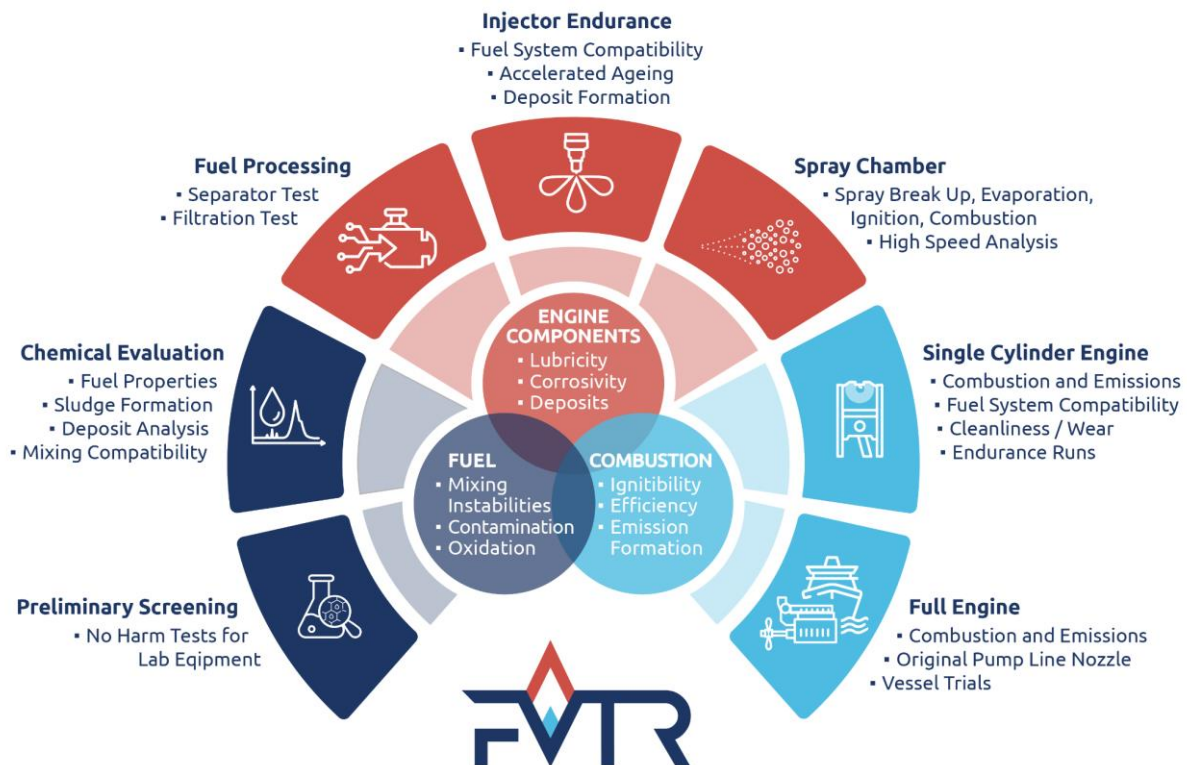 Injector Endurance
▪ Fuel System Compatibility
▪ Accelerated Ageing
▪ Deposit Formation
Fuel Processing
▪ Separator Test
▪ Filtration Test
Spray Chamber
▪ Spray Break Up, Evaporation,
Ignition, Combustion
▪ High Speed Analysis
Chemical Evaluation
▪ Fuel Properties
▪ Sludge Formation
▪ Deposit Analysis
▪ Mixing Compatibility
Single Cylinder Engine
▪ Combustion and Emissions
▪ Fuel System Compatibility
▪ Cleanliness / Wear
▪ Endurance Runs
Preliminary Screening
▪ No Harm Tests for
Lab Eqipment
Full Engine
▪ Combustion and Emissions
▪ Original Pump Line Nozzle
▪ Vessel Trials
ENGINE
COMPONENTS
▪ Lubricity
▪ Corrosivity
▪ Deposits
FUEL
▪ Mixing
Instabilities
▪ Contamination
▪ Oxidation
COMBUSTION
▪ Ignitibility
▪ Efficiency
▪ Emission
Formation
FVTR